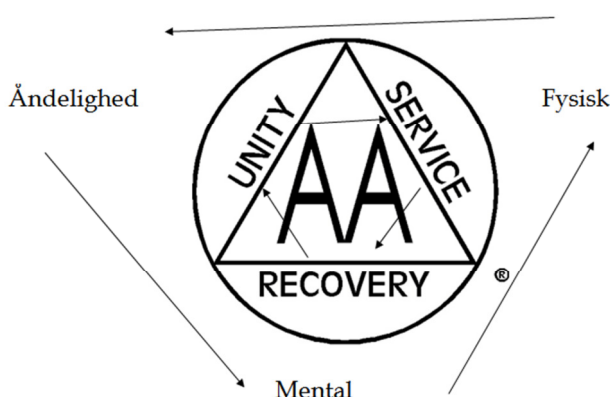 Åndelighed
Fysisk
UNITY
SERVICE
AA
RECOVERY
®
Mental